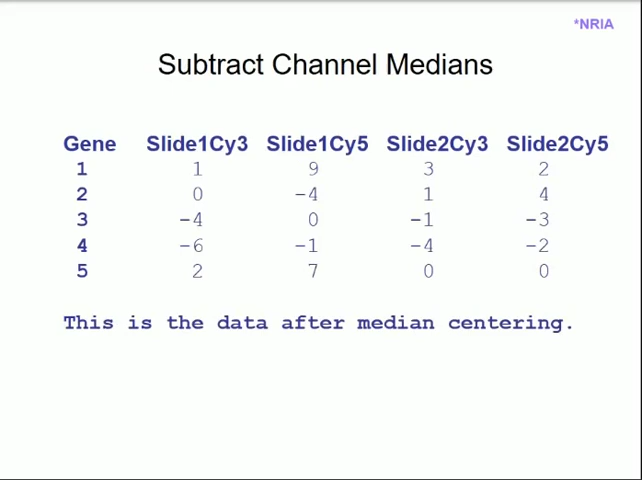 *NRIA
Subtract Channel Medians
Gene Slide1Cy3 Slide1Cy5 Slide2Cy3 Slide2Cy5
1 1 9 3 2
2 0 -4 1 4
3 -4 0 -1 -3
4 -6 -1 -4 -2
5 2 7 0 0
This is the data after median centering.